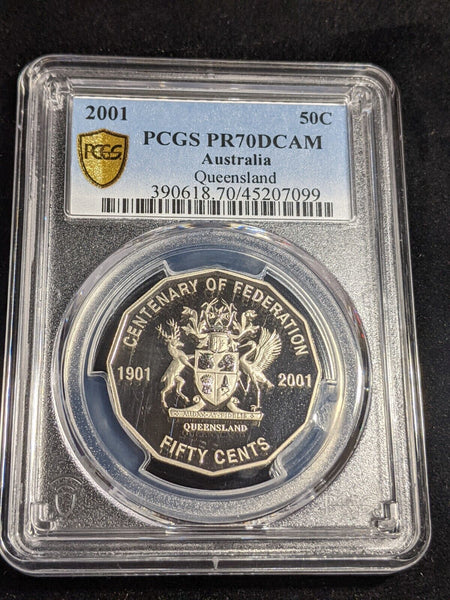 2001 50C
PCGS PCGS PR70DCAM
Australia
Queensland
390618.70/45207099
CENTENARY OF FEDERATION
1901 2001
QUEENSLAND
FIFTY CENTS